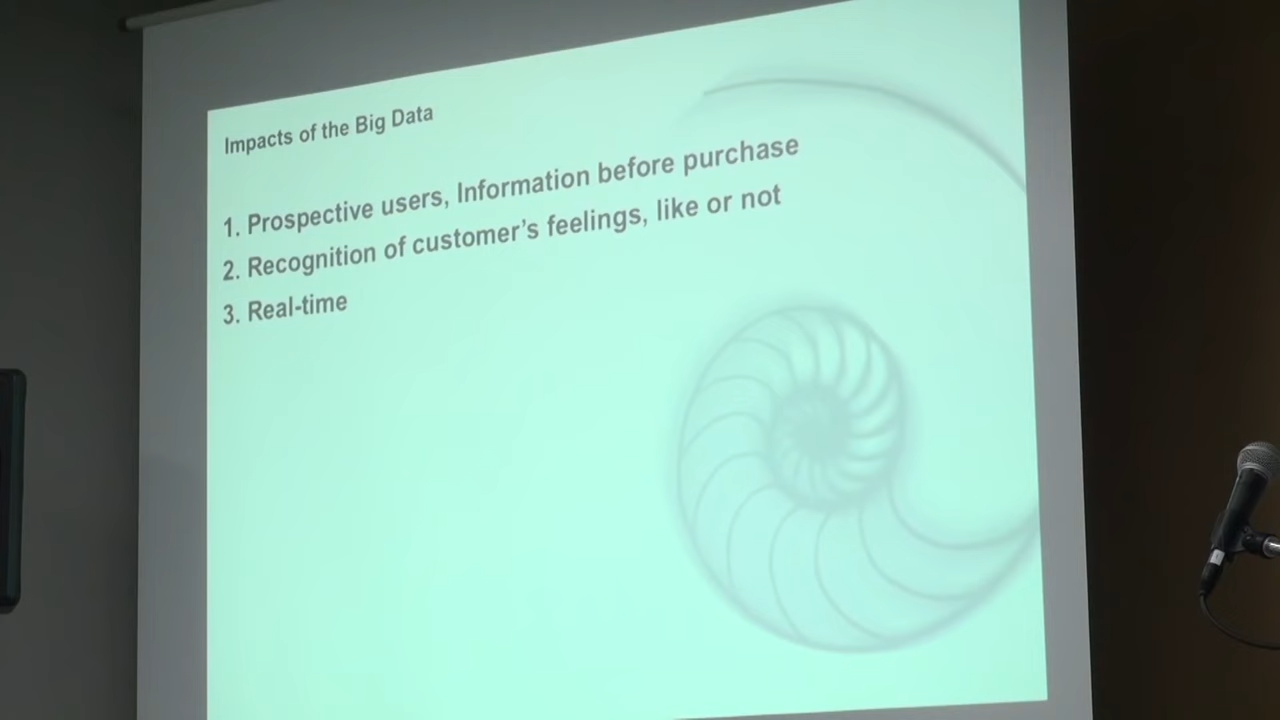 Impacts of the Big Data
1. Prospective users, Information before purchase
2. Recognition of customer’s feelings, like or not
3. Real-time